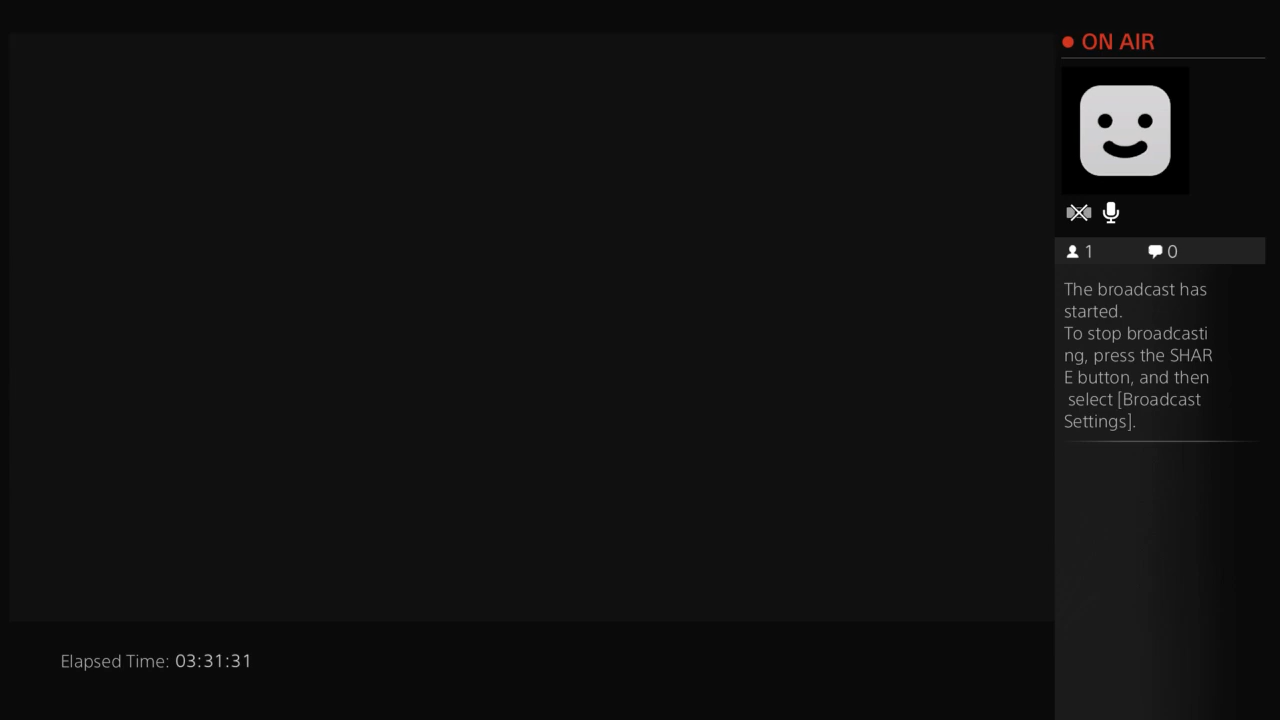 ON AIR
1 0
The broadcast has
started.
To stop broadcasti
ng, press the SHAR
E button, and then
select [Broadcast
Settings].
Elapsed Time: 03:31:31